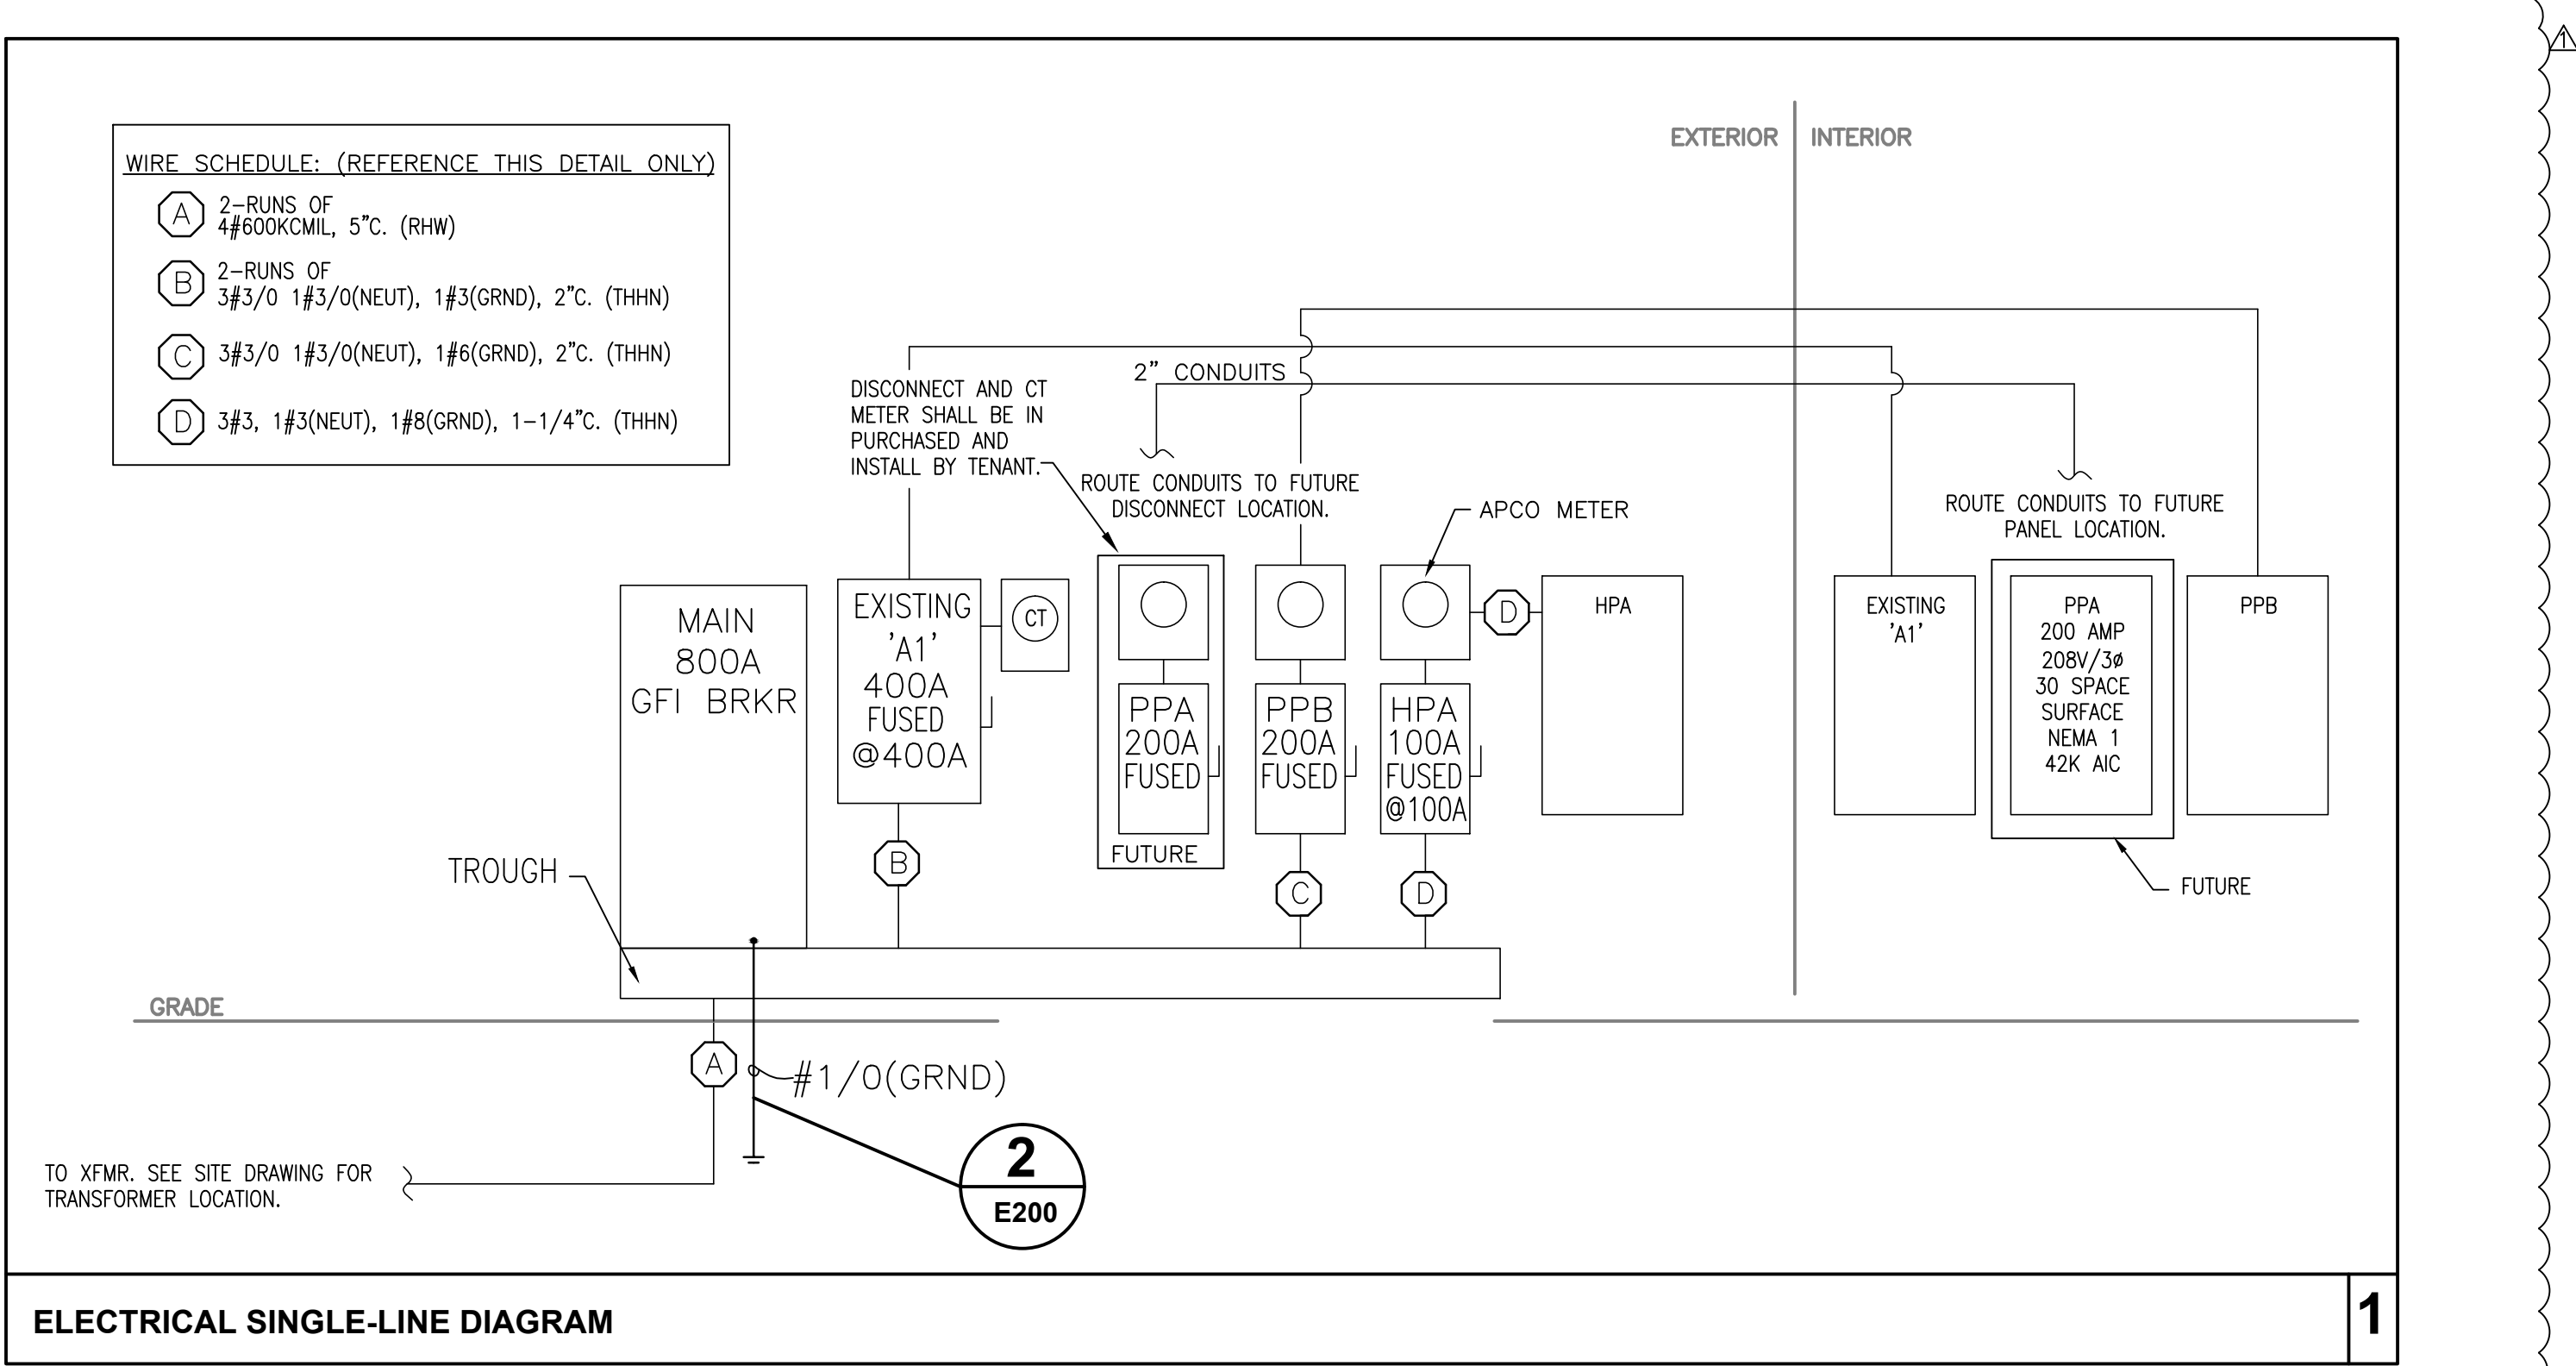 1
EXTERIOR
INTERIOR
WIRE SCHEDULE: (REFERENCE THIS DETAIL ONLY)
A
2-RUNS OF
4#600KCMIL, 5"C. (RHW)
B
2-RUNS OF
3#3/0 1#3/0(NEUT), 1#3(GRND), 2"C. (THHN)
C
3#3/0 1#3/0(NEUT), 1#6(GRND), 2"C. (THHN)
D
3#3, 1#3(NEUT), 1#8(GRND), 1-1/4"C. (THHN)
DISCONNECT AND CT
METER SHALL BE IN
PURCHASED AND
INSTALL BY TENANT.
2" CONDUITS
ROUTE CONDUITS TO FUTURE
DISCONNECT LOCATION.
APCO METER
ROUTE CONDUITS TO FUTURE
PANEL LOCATION.
MAIN
800A
GFI BRKR
EXISTING
'A1'
400A
FUSED
@400A
CT
PPA
200A
FUSED
FUTURE
PPB
200A
FUSED
HPA
100A
FUSED
@100A
D
HPA
EXISTING
'A1'
PPA
200 AMP
208V/3ø
30 SPACE
SURFACE
NEMA 1
42K AIC
PPB
FUTURE
TROUGH
B
C
D
GRADE
A
#1/0(GRND)
2
E200
TO XFMR. SEE SITE DRAWING FOR
TRANSFORMER LOCATION.
ELECTRICAL SINGLE-LINE DIAGRAM
1